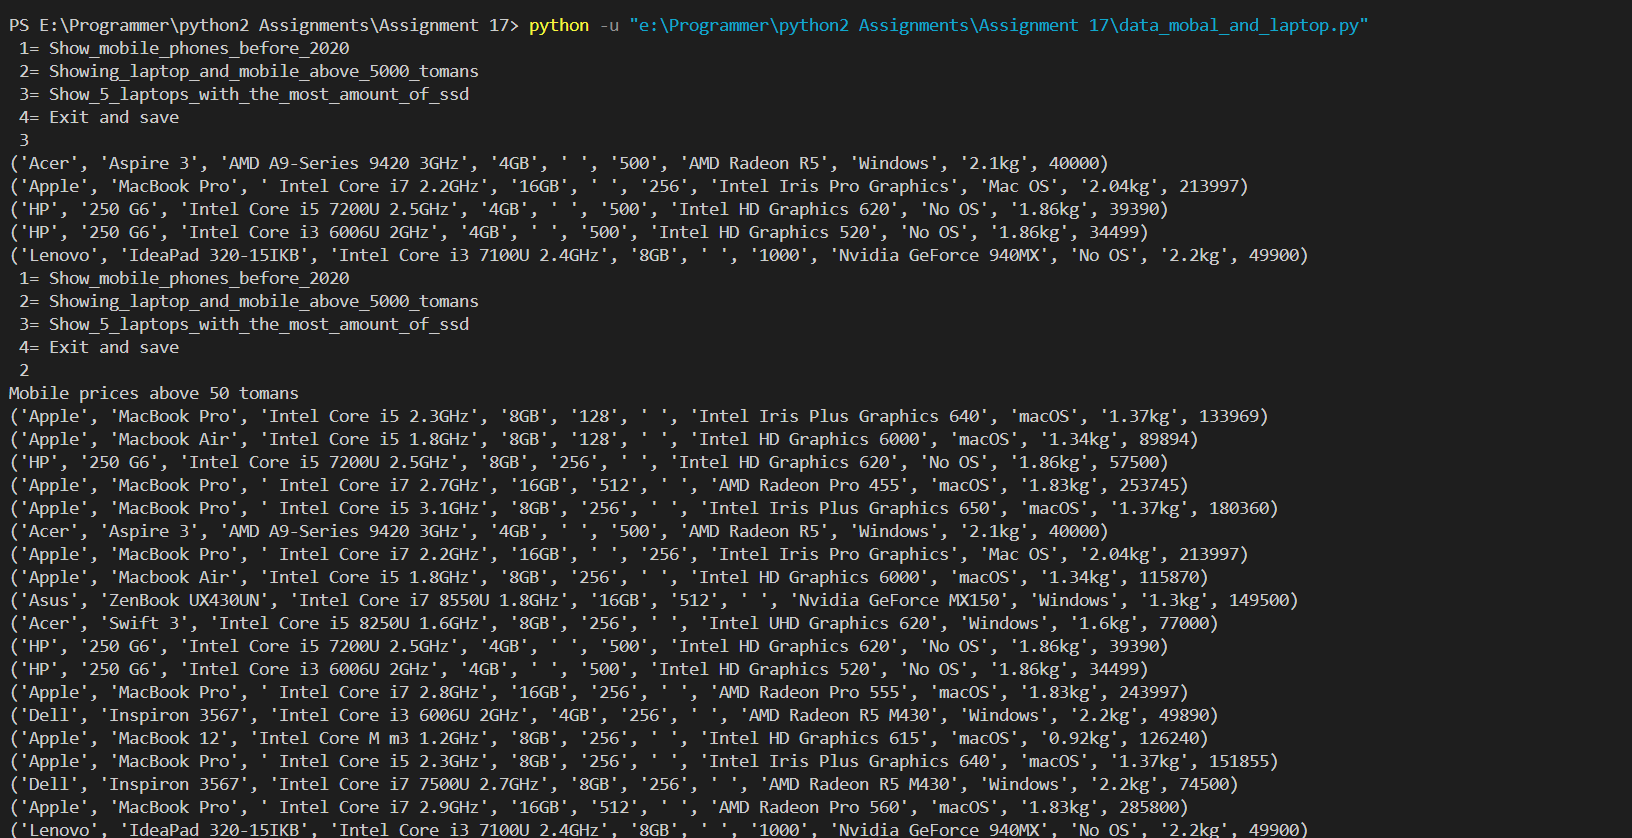 PS E:\Programmer\python2 Assignments\Assignment 17> python -u "e:\Programmer\python2 Assignments\Assignment 17\data_mobal_and_laptop.py"
1= Show_mobile_phones_before_2020
2= Showing_laptop_and_mobile_above_5000_tomans
3= Show_5_laptops_with_the_most_amount_of_ssd
4= Exit and save
3
('Acer', 'Aspire 3', 'AMD A9-Series 9420 3GHz', '4GB', ' ', '500', 'AMD Radeon R5', 'Windows', '2.1kg', 40000)
('Apple', 'MacBook Pro', ' Intel Core i7 2.2GHz', '16GB', ' ', '256', 'Intel Iris Pro Graphics', 'Mac OS', '2.04kg', 213997)
('HP', '250 G6', 'Intel Core i5 7200U 2.5GHz', '4GB', ' ', '500', 'Intel HD Graphics 620', 'No OS', '1.86kg', 39390)
('HP', '250 G6', 'Intel Core i3 6006U 2GHz', '4GB', ' ', '500', 'Intel HD Graphics 520', 'No OS', '1.86kg', 34499)
('Lenovo', 'IdeaPad 320-15IKB', 'Intel Core i3 7100U 2.4GHz', '8GB', ' ', '1000', 'Nvidia GeForce 940MX', 'No OS', '2.2kg', 49900)
1= Show_mobile_phones_before_2020
2= Showing_laptop_and_mobile_above_5000_tomans
3= Show_5_laptops_with_the_most_amount_of_ssd
4= Exit and save
2
Mobile prices above 50 tomans
('Apple', 'MacBook Pro', 'Intel Core i5 2.3GHz', '8GB', '128', ' ', 'Intel Iris Plus Graphics 640', 'macOS', '1.37kg', 133969)
('Apple', 'Macbook Air', 'Intel Core i5 1.8GHz', '8GB', '128', ' ', 'Intel HD Graphics 6000', 'macOS', '1.34kg', 89894)
('HP', '250 G6', 'Intel Core i5 7200U 2.5GHz', '8GB', '256', ' ', 'Intel HD Graphics 620', 'No OS', '1.86kg', 57500)
('Apple', 'MacBook Pro', ' Intel Core i7 2.7GHz', '16GB', '512', ' ', 'AMD Radeon Pro 455', 'macOS', '1.83kg', 253745)
('Apple', 'MacBook Pro', ' Intel Core i5 3.1GHz', '8GB', '256', ' ', 'Intel Iris Plus Graphics 650', 'macOS', '1.37kg', 180360)
('Acer', 'Aspire 3', 'AMD A9-Series 9420 3GHz', '4GB', ' ', '500', 'AMD Radeon R5', 'Windows', '2.1kg', 40000)
('Apple', 'MacBook Pro', ' Intel Core i7 2.2GHz', '16GB', ' ', '256', 'Intel Iris Pro Graphics', 'Mac OS', '2.04kg', 213997)
('Apple', 'Macbook Air', 'Intel Core i5 1.8GHz', '8GB', '256', ' ', 'Intel HD Graphics 6000', 'macOS', '1.34kg', 115870)
('Asus', 'ZenBook UX430UN', 'Intel Core i7 8550U 1.8GHz', '16GB', '512', ' ', 'Nvidia GeForce MX150', 'Windows', '1.3kg', 149500)
('Acer', 'Swift 3', 'Intel Core i5 8250U 1.6GHz', '8GB', '256', ' ', 'Intel UHD Graphics 620', 'Windows', '1.6kg', 77000)
('HP', '250 G6', 'Intel Core i5 7200U 2.5GHz', '4GB', ' ', '500', 'Intel HD Graphics 620', 'No OS', '1.86kg', 39390)
('HP', '250 G6', 'Intel Core i3 6006U 2GHz', '4GB', ' ', '500', 'Intel HD Graphics 520', 'No OS', '1.86kg', 34499)
('Apple', 'MacBook Pro', ' Intel Core i7 2.8GHz', '16GB', '256', ' ', 'AMD Radeon Pro 555', 'macOS', '1.83kg', 243997)
('Dell', 'Inspiron 3567', 'Intel Core i3 6006U 2GHz', '4GB', '256', ' ', 'AMD Radeon R5 M430', 'Windows', '2.2kg', 49890)
('Apple', 'MacBook 12', 'Intel Core M m3 1.2GHz', '8GB', '256', ' ', 'Intel HD Graphics 615', 'macOS', '0.92kg', 126240)
('Apple', 'MacBook Pro', 'Intel Core i5 2.3GHz', '8GB', '256', ' ', 'Intel Iris Plus Graphics 640', 'macOS', '1.37kg', 151855)
('Dell', 'Inspiron 3567', 'Intel Core i7 7500U 2.7GHz', '8GB', '256', ' ', 'AMD Radeon R5 M430', 'Windows', '2.2kg', 74500)
('Apple', 'MacBook Pro', ' Intel Core i7 2.9GHz', '16GB', '512', ' ', 'AMD Radeon Pro 560', 'macOS', '1.83kg', 285800)
('Lenovo', 'IdeaPad 320-15IKB', 'Intel Core i3 7100U 2.4GHz', '8GB', ' ', '1000', 'Nvidia GeForce 940MX', 'No OS', '2.2kg', 49900)